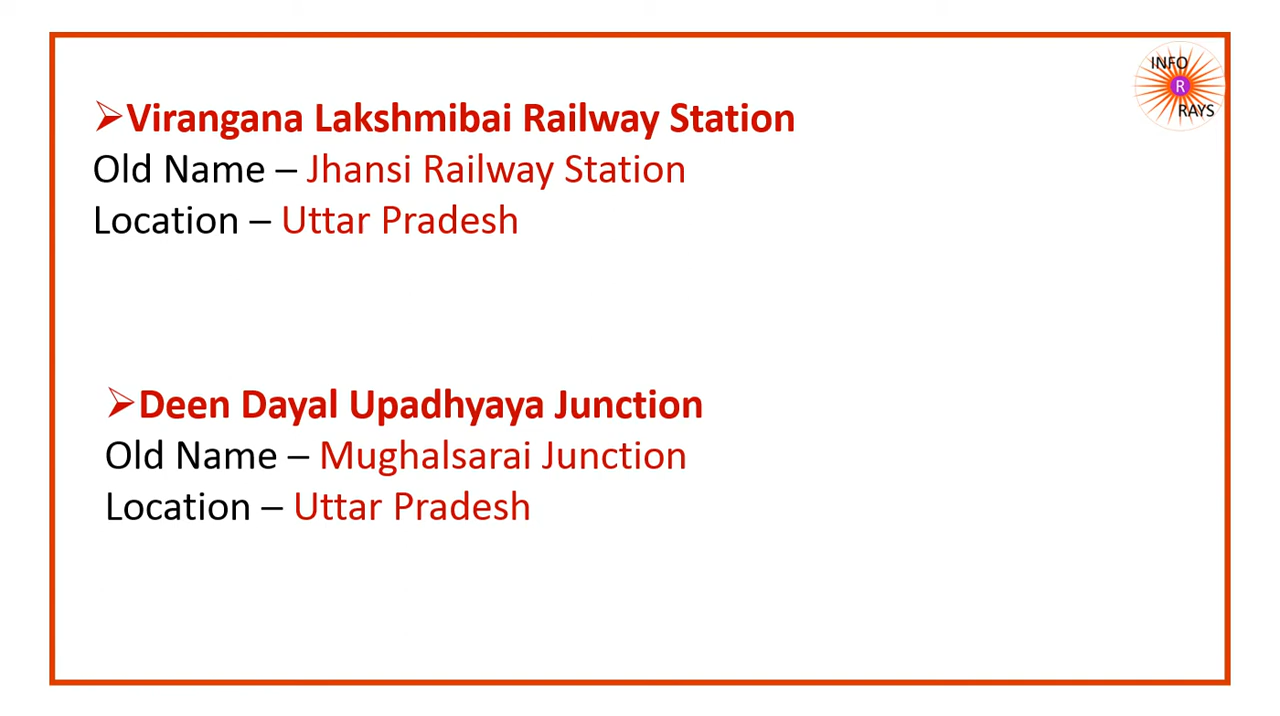 INFO
R
RAYS
➢Virangana Lakshmibai Railway Station
Old Name – Jhansi Railway Station
Location – Uttar Pradesh
➢Deen Dayal Upadhyaya Junction
Old Name – Mughalsarai Junction
Location – Uttar Pradesh